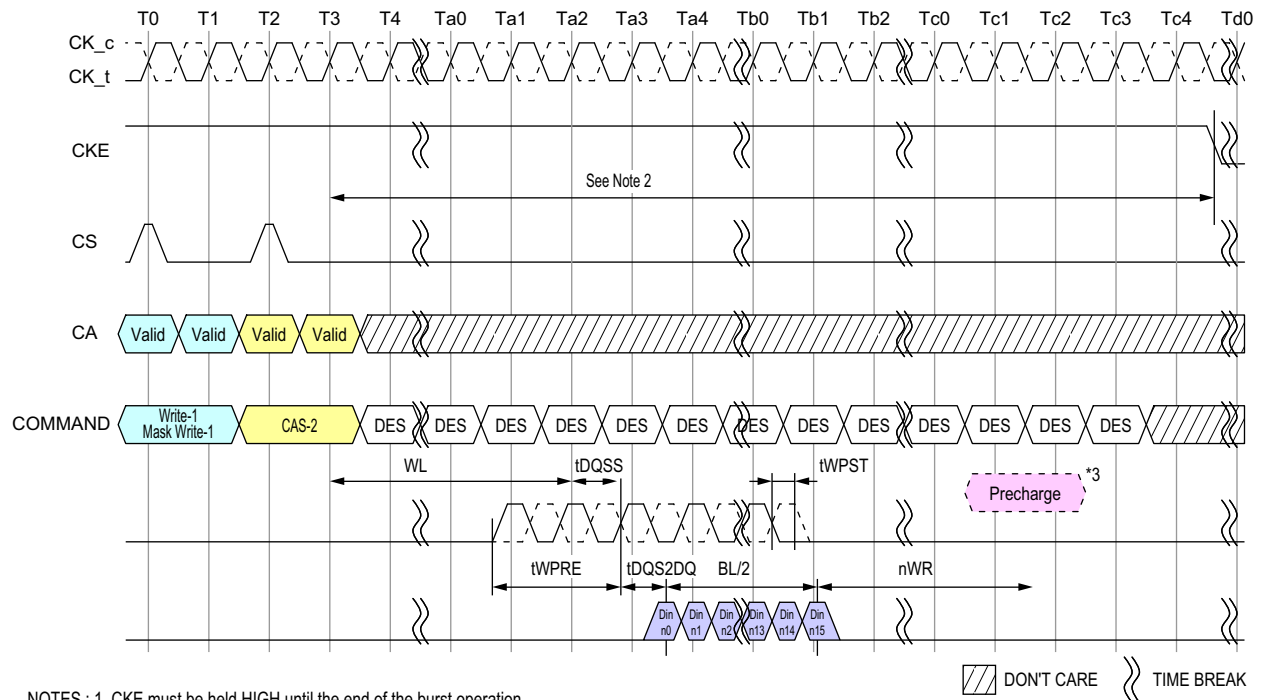 T0 T1 T2 T3 T4 Ta0 Ta1 Ta2 Ta3 Ta4 Tb0 Tb1 Tb2 Tc0 Tc1 Tc2 Tc3 Tc4 Td0
CK_c
CK_t
CKE
See Note 2
CS
CA Valid Valid Valid Valid
COMMAND Write-1 Mask Write-1 CAS-2 DES DES DES DES DES DES DES DES DES DES DES DES DES
WL tDQSS tWPST
Precharge *3
tWPRE tDQS2DQ BL/2 nWR
Din n0 Din n1 Din n2 Din n13 Din n14 Din n15
DON'T CARE TIME BREAK
NOTES : 1. CKE must be held HIGH until the end of the burst operation.